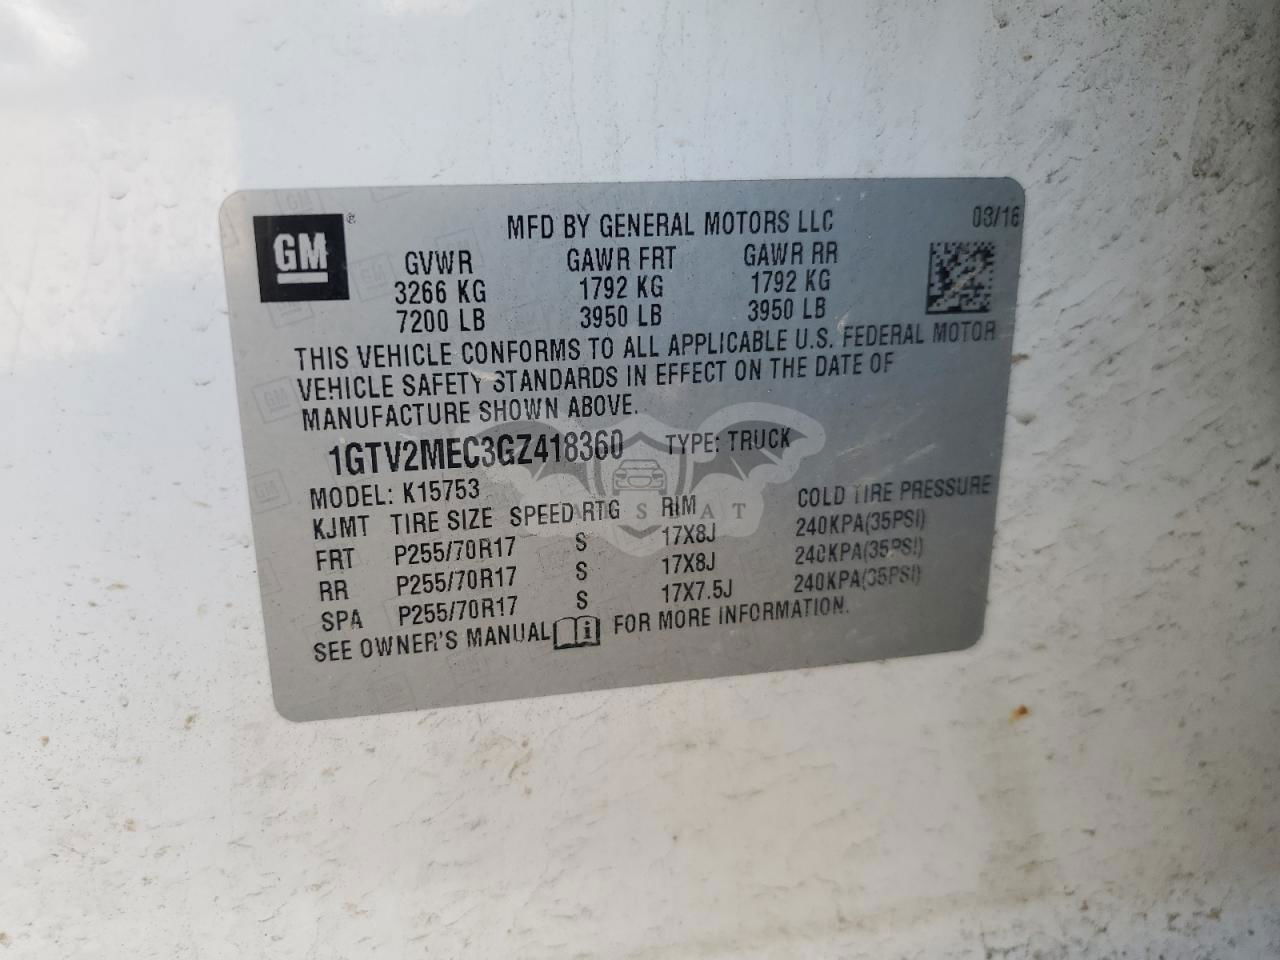 GM®
MFD BY GENERAL MOTORS LLC 03/16
GVWR GAWR FRT GAWR RR
3266 KG 1792 KG 1792 KG
7200 LB 3950 LB 3950 LB
THIS VEHICLE CONFORMS TO ALL APPLICABLE U.S. FEDERAL MOTOR
VEHICLE SAFETY STANDARDS IN EFFECT ON THE DATE OF
MANUFACTURE SHOWN ABOVE.
1GTV2MEC3GZ418360 TYPE: TRUCK
MODEL: K15753
KJMT TIRE SIZE SPEED RTG RIM COLD TIRE PRESSURE
FRT P255/70R17 S 17X8J 240KPA(35PSI)
RR P255/70R17 S 17X8J 240KPA(35PSI)
SPA P255/70R17 S 17X7.5J 240KPA(35PSI)
SEE OWNER'S MANUAL i FOR MORE INFORMATION.